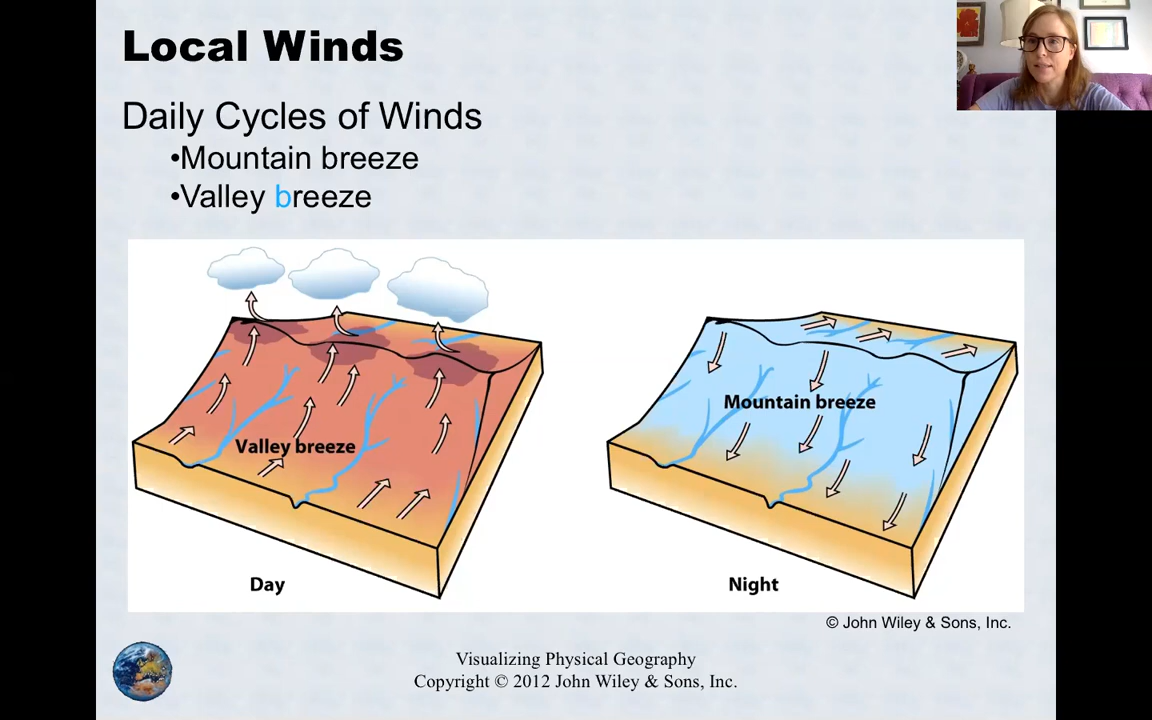 Local Winds
Daily Cycles of Winds
•Mountain breeze
•Valley breeze
Valley breeze
Mountain breeze
Day
Night
© John Wiley & Sons, Inc.
Visualizing Physical Geography
Copyright © 2012 John Wiley & Sons, Inc.